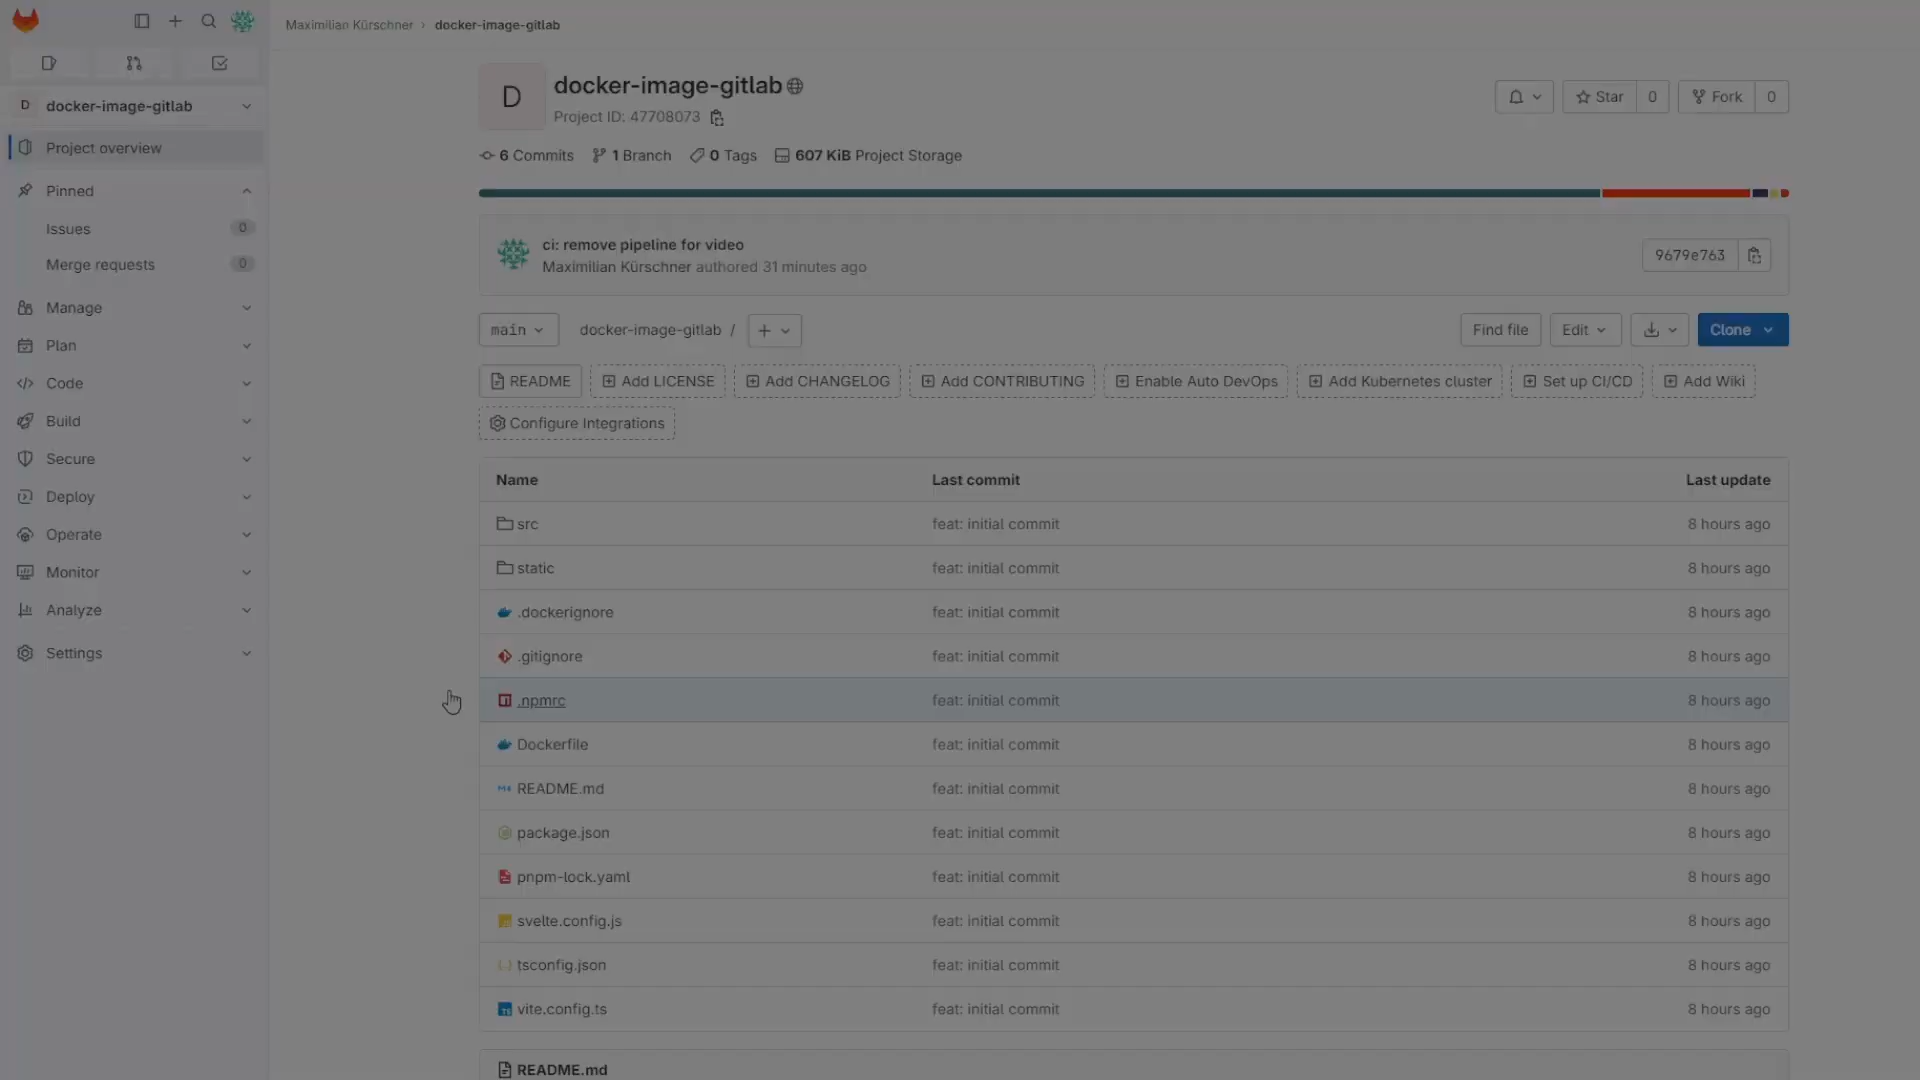 Maximilian Kürschner › docker-image-gitlab
D docker-image-gitlab
Project overview
Pinned
Issues 0
Merge requests 0
Manage
Plan
Code
Build
Secure
Deploy
Operate
Monitor
Analyze
Settings
D
docker-image-gitlab
Project ID: 47708073
Star 0
Fork 0
6 Commits 1 Branch 0 Tags 607 KiB Project Storage
ci: remove pipeline for video
Maximilian Kürschner authored 31 minutes ago
9679e763
main docker-image-gitlab / +
Find file Edit Clone
README Add LICENSE Add CHANGELOG Add CONTRIBUTING Enable Auto DevOps Add Kubernetes cluster Set up CI/CD Add Wiki
Configure Integrations
Name Last commit Last update
src feat: initial commit 8 hours ago
static feat: initial commit 8 hours ago
.dockerignore feat: initial commit 8 hours ago
.gitignore feat: initial commit 8 hours ago
.npmrc feat: initial commit 8 hours ago
Dockerfile feat: initial commit 8 hours ago
README.md feat: initial commit 8 hours ago
package.json feat: initial commit 8 hours ago
pnpm-lock.yaml feat: initial commit 8 hours ago
svelte.config.js feat: initial commit 8 hours ago
tsconfig.json feat: initial commit 8 hours ago
vite.config.ts feat: initial commit 8 hours ago
README.md